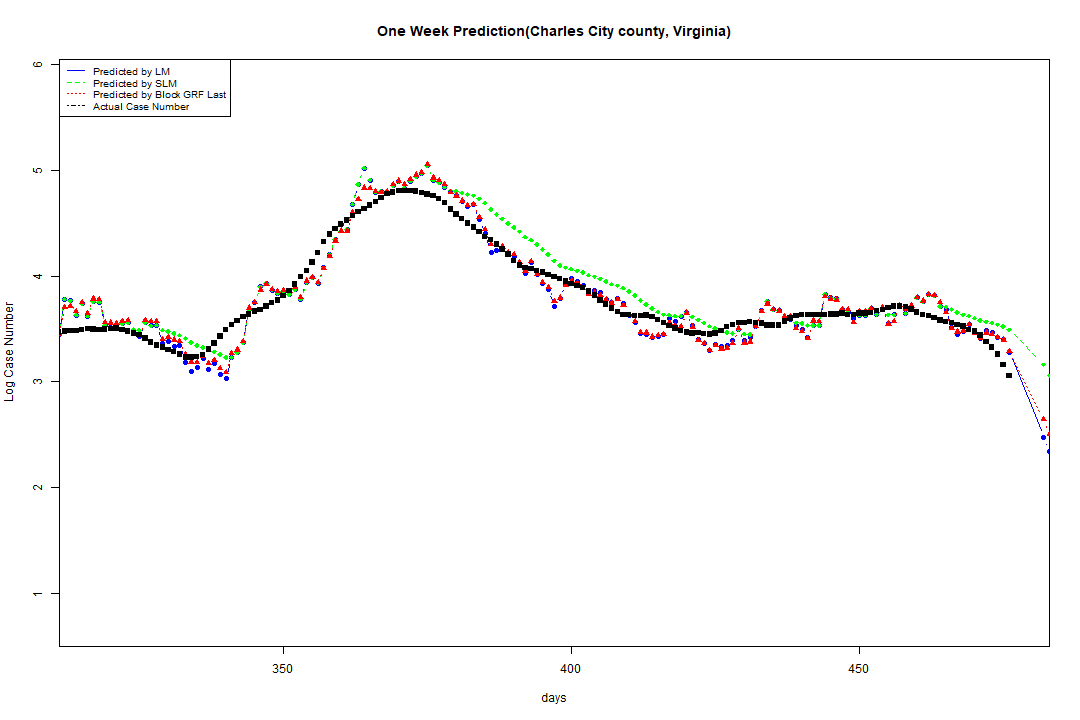 One Week Prediction(Charles City county, Virginia)
Predicted by LM
Predicted by SLM
Predicted by Block GRF Last
Actual Case Number
Log Case Number
6
5
4
3
2
1
350 400 450
days